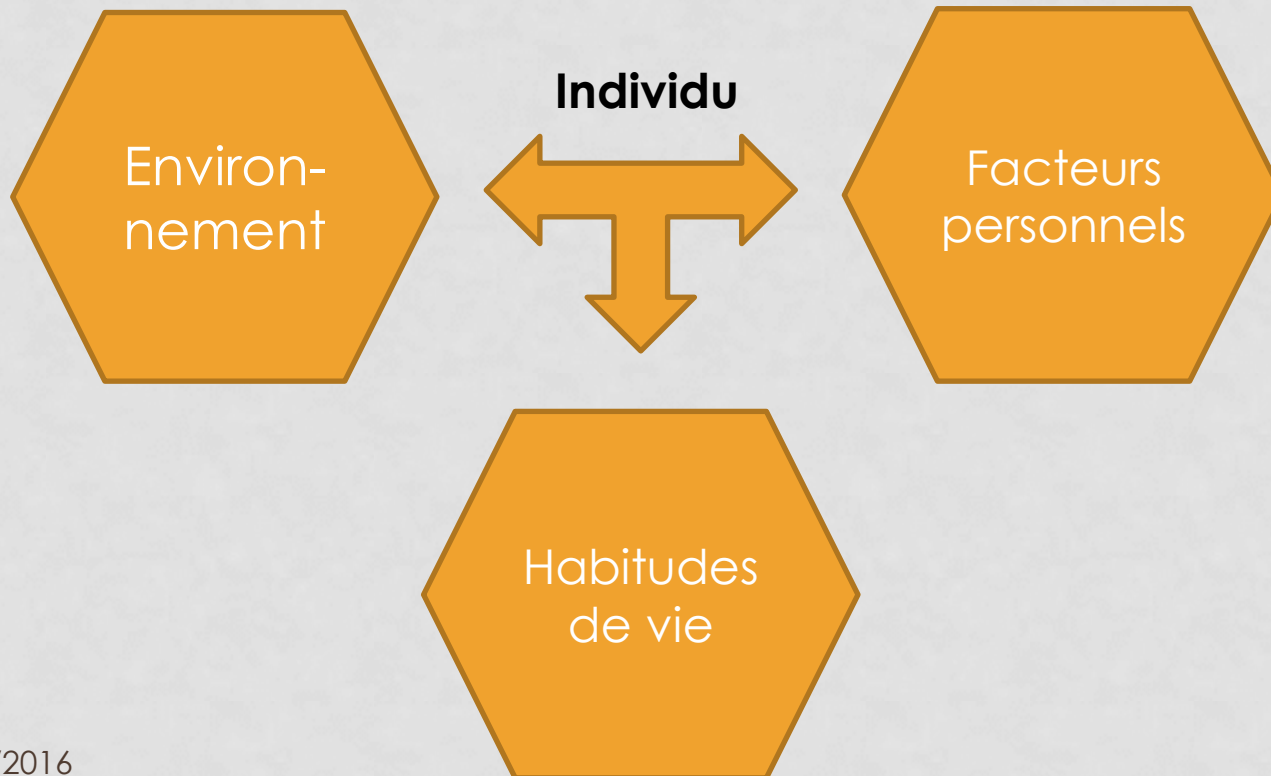 Individu
Environ-
nement
Facteurs
personnels
Habitudes
de vie
/2016